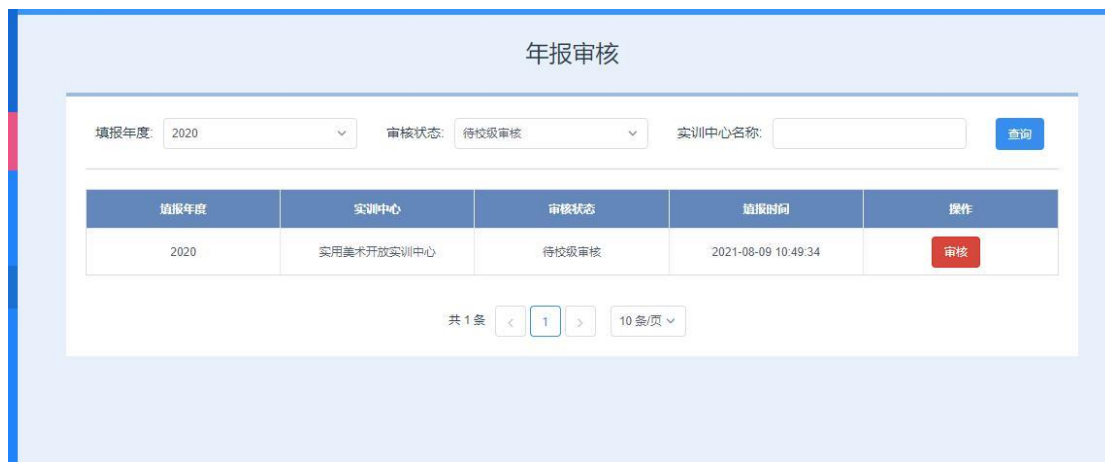 年报审核
填报年度: 2020 审核状态: 待校级审核 实训中心名称: 查询
填报年度 实训中心 审核状态 填报时间 操作
2020 实用美术开放实训中心 待校级审核 2021-08-09 10:49:34 审核
共 1 条 < 1 > 10 条/页